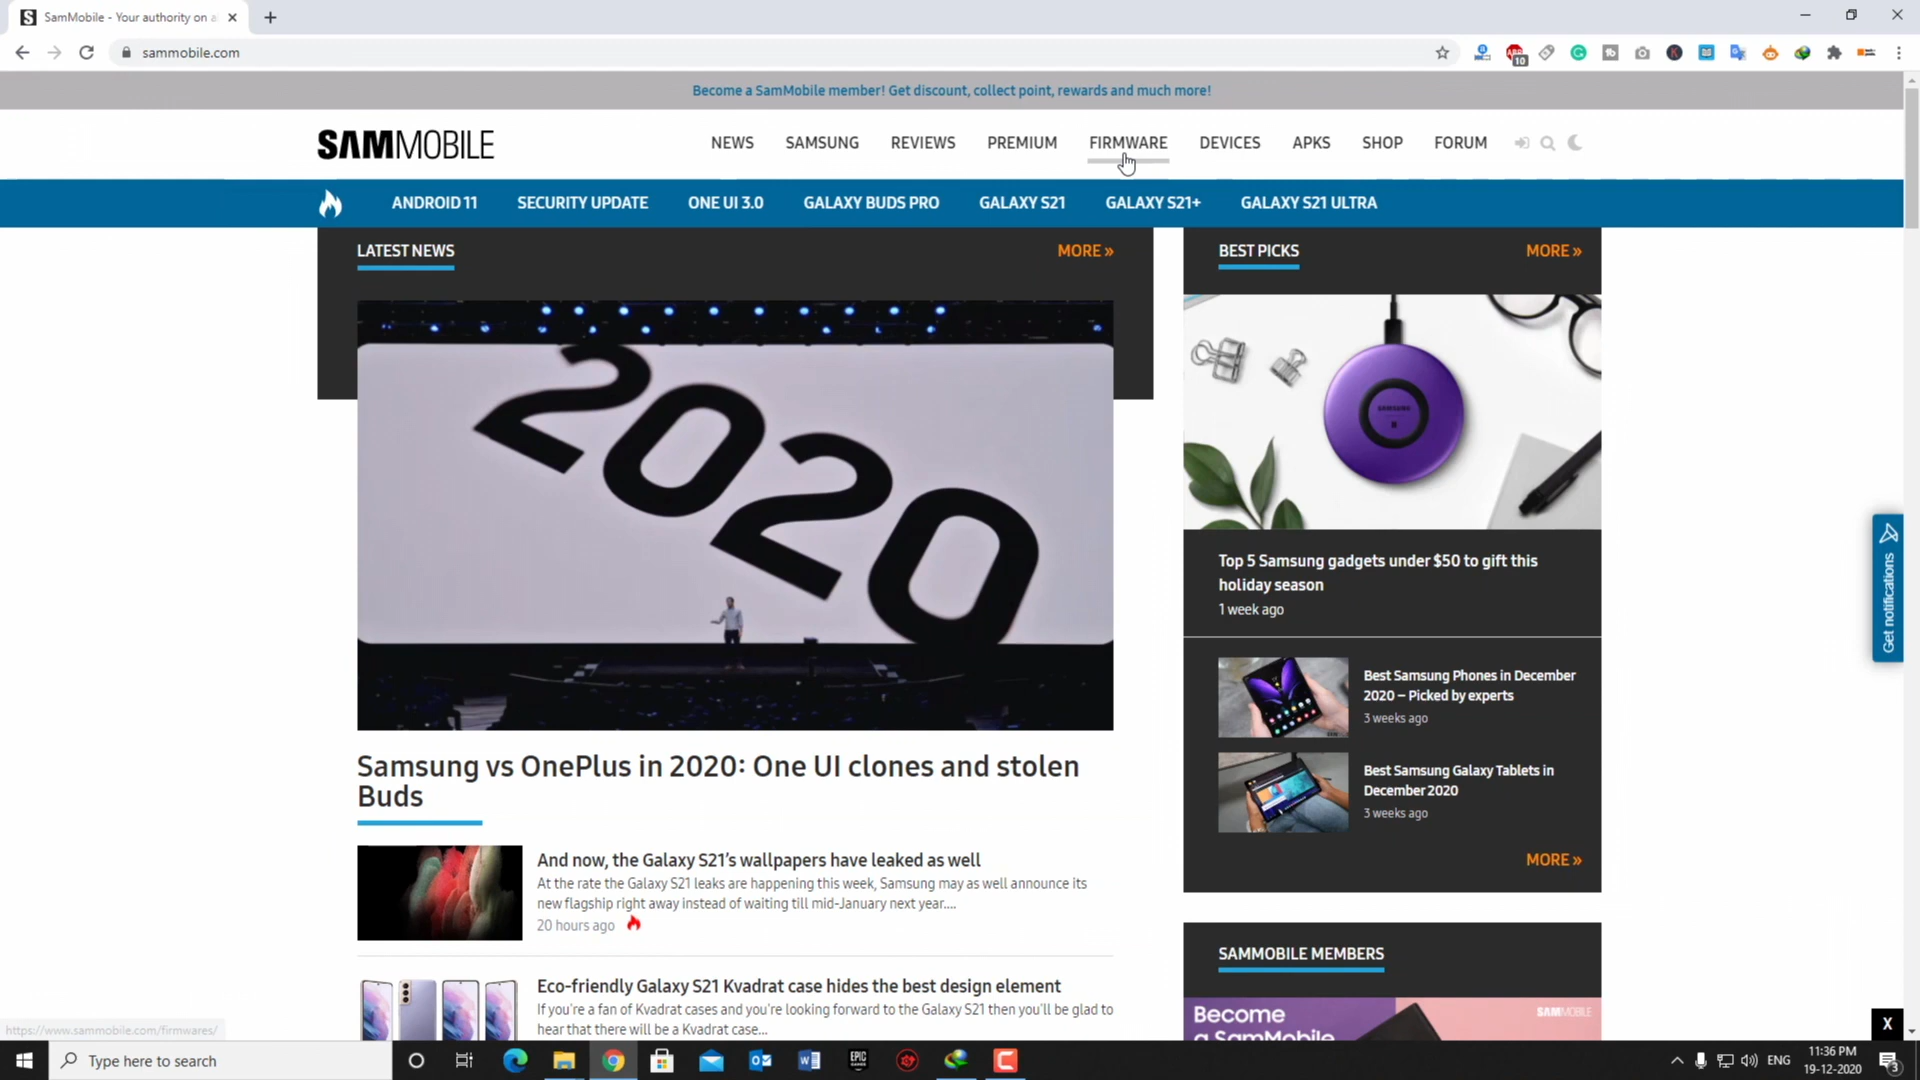 SamMobile - Your authority on a
sammobile.com
10
Become a SamMobile member! Get discount, collect point, rewards and much more!
SAMMOBILE
NEWS SAMSUNG REVIEWS PREMIUM FIRMWARE DEVICES APKS SHOP FORUM
ANDROID 11 SECURITY UPDATE ONE UI 3.0 GALAXY BUDS PRO GALAXY S21 GALAXY S21+ GALAXY S21 ULTRA
LATEST NEWS MORE »
2020
Samsung vs OnePlus in 2020: One UI clones and stolen
Buds
And now, the Galaxy S21's wallpapers have leaked as well
At the rate the Galaxy S21 leaks are happening this week, Samsung may as well announce its
new flagship right away instead of waiting till mid-January next year....
20 hours ago
Eco-friendly Galaxy S21 Kvadrat case hides the best design element
If you're a fan of Kvadrat cases and you're looking forward to the Galaxy S21 then you'll be glad to
hear that there will be a Kvadrat case...
BEST PICKS MORE »
SAMSUNG
Top 5 Samsung gadgets under $50 to gift this
holiday season
1 week ago
Best Samsung Phones in December
2020 – Picked by experts
3 weeks ago
Best Samsung Galaxy Tablets in
December 2020
3 weeks ago
MORE »
SAMMOBILE MEMBERS
Become
a SamMobile
SAMMOBILE
Get notifications
X
https://www.sammobile.com/firmwares/
Type here to search
EPIC
GAMES
ENG
11:36 PM
19-12-2020
3